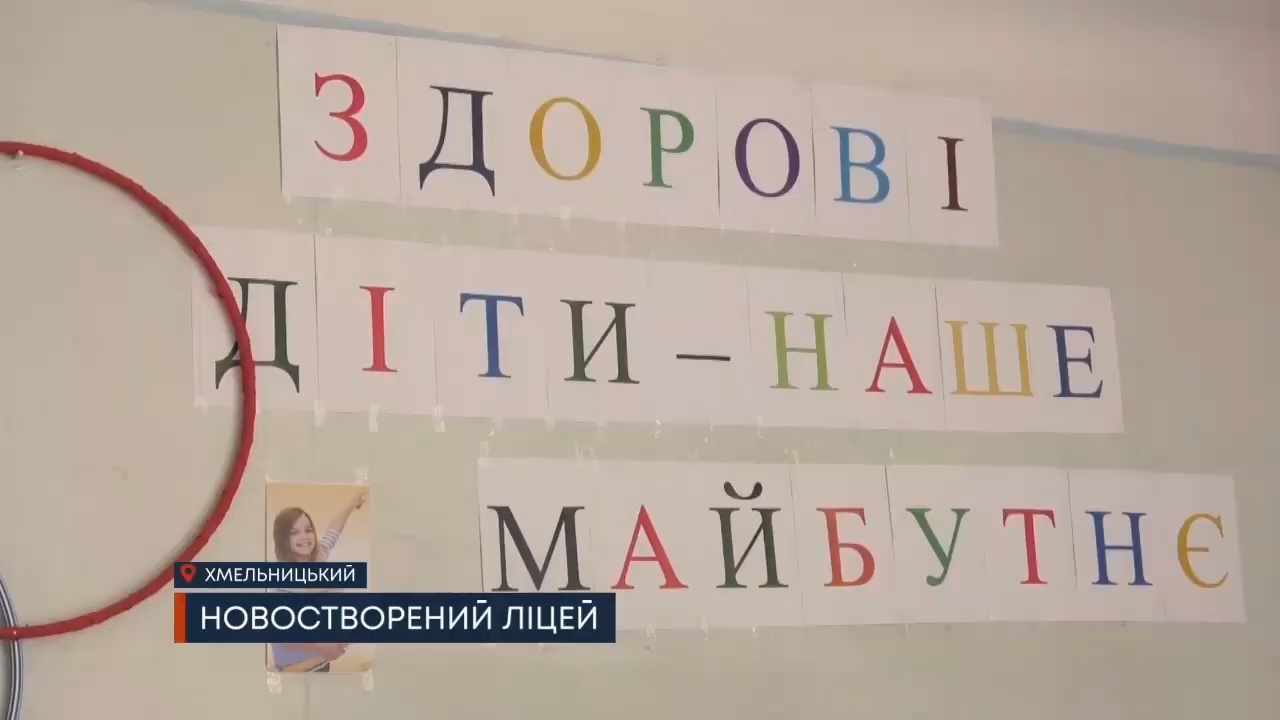 ЗДОРОВІ
ДІТИ – НАШЕ
МАЙБУТНЄ
ХМЕЛЬНИЦЬКИЙ
НОВОСТВОРЕНИЙ ЛІЦЕЙ